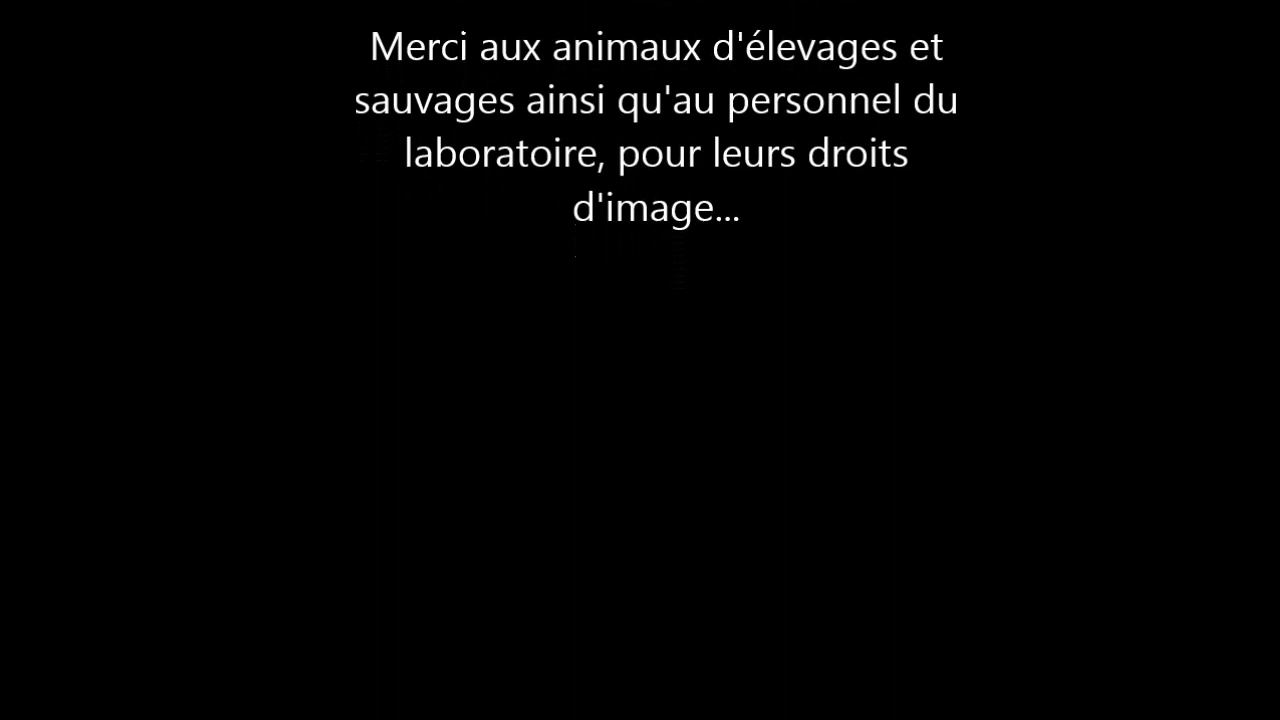 Merci aux animaux d'élevages et
sauvages ainsi qu'au personnel du
laboratoire, pour leurs droits
d'image...